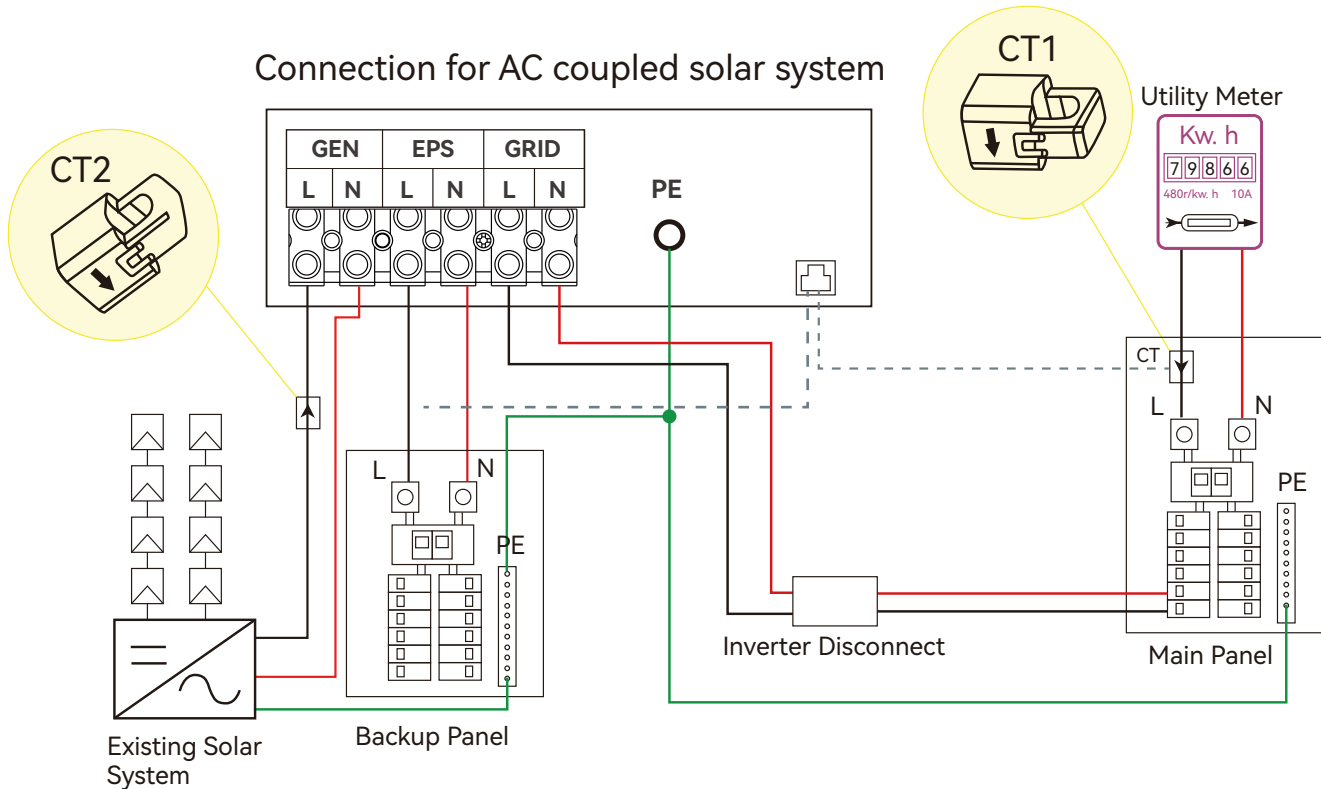 Connection for AC coupled solar system
CT1
Utility Meter
Kw. h
79866
480r/kw. h 10A
CT2
GEN EPS GRID
L N L N L N
PE
CT
L N
PE
L N
PE
Inverter Disconnect
Main Panel
Backup Panel
Existing Solar
System